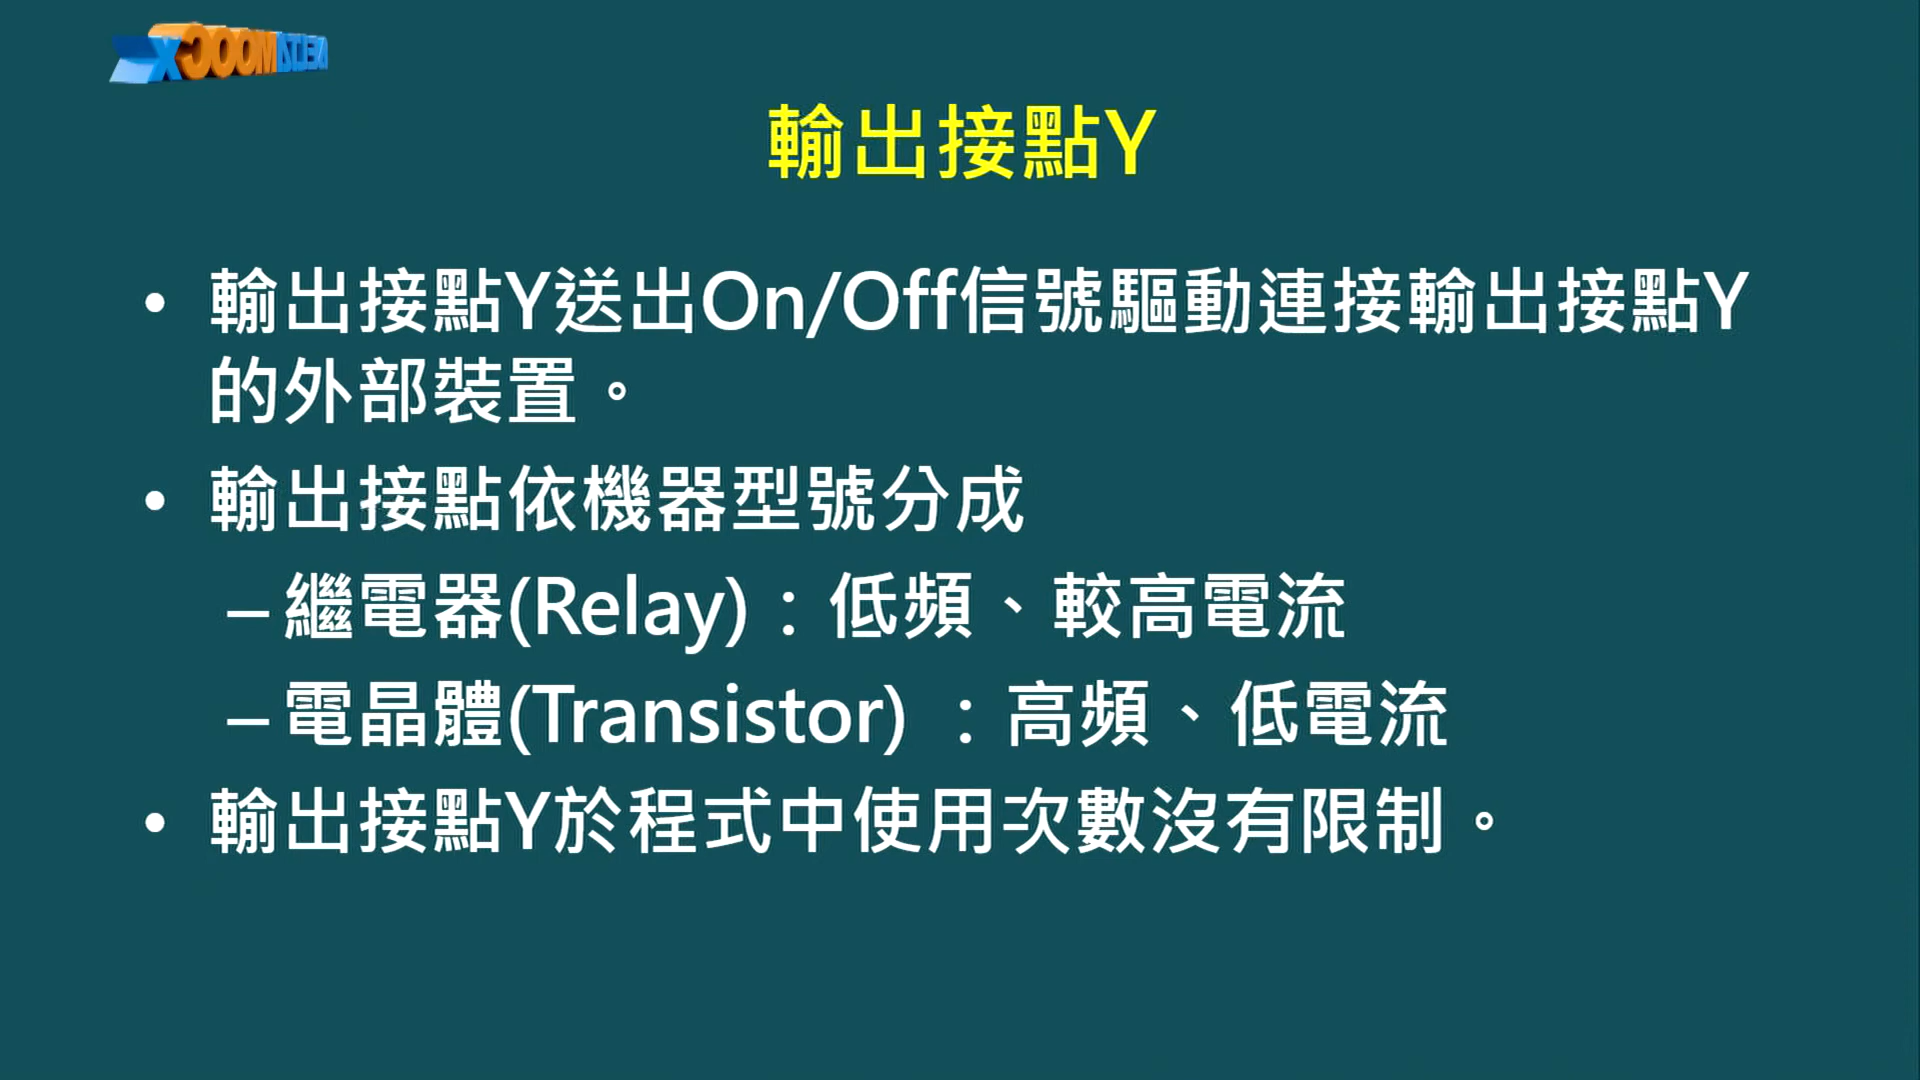 DELTAMOOCx
輸出接點Y
• 輸出接點Y送出On/Off信號驅動連接輸出接點Y
的外部裝置。
• 輸出接點依機器型號分成
– 繼電器(Relay)：低頻、較高電流
– 電晶體(Transistor) ：高頻、低電流
• 輸出接點Y於程式中使用次數沒有限制。